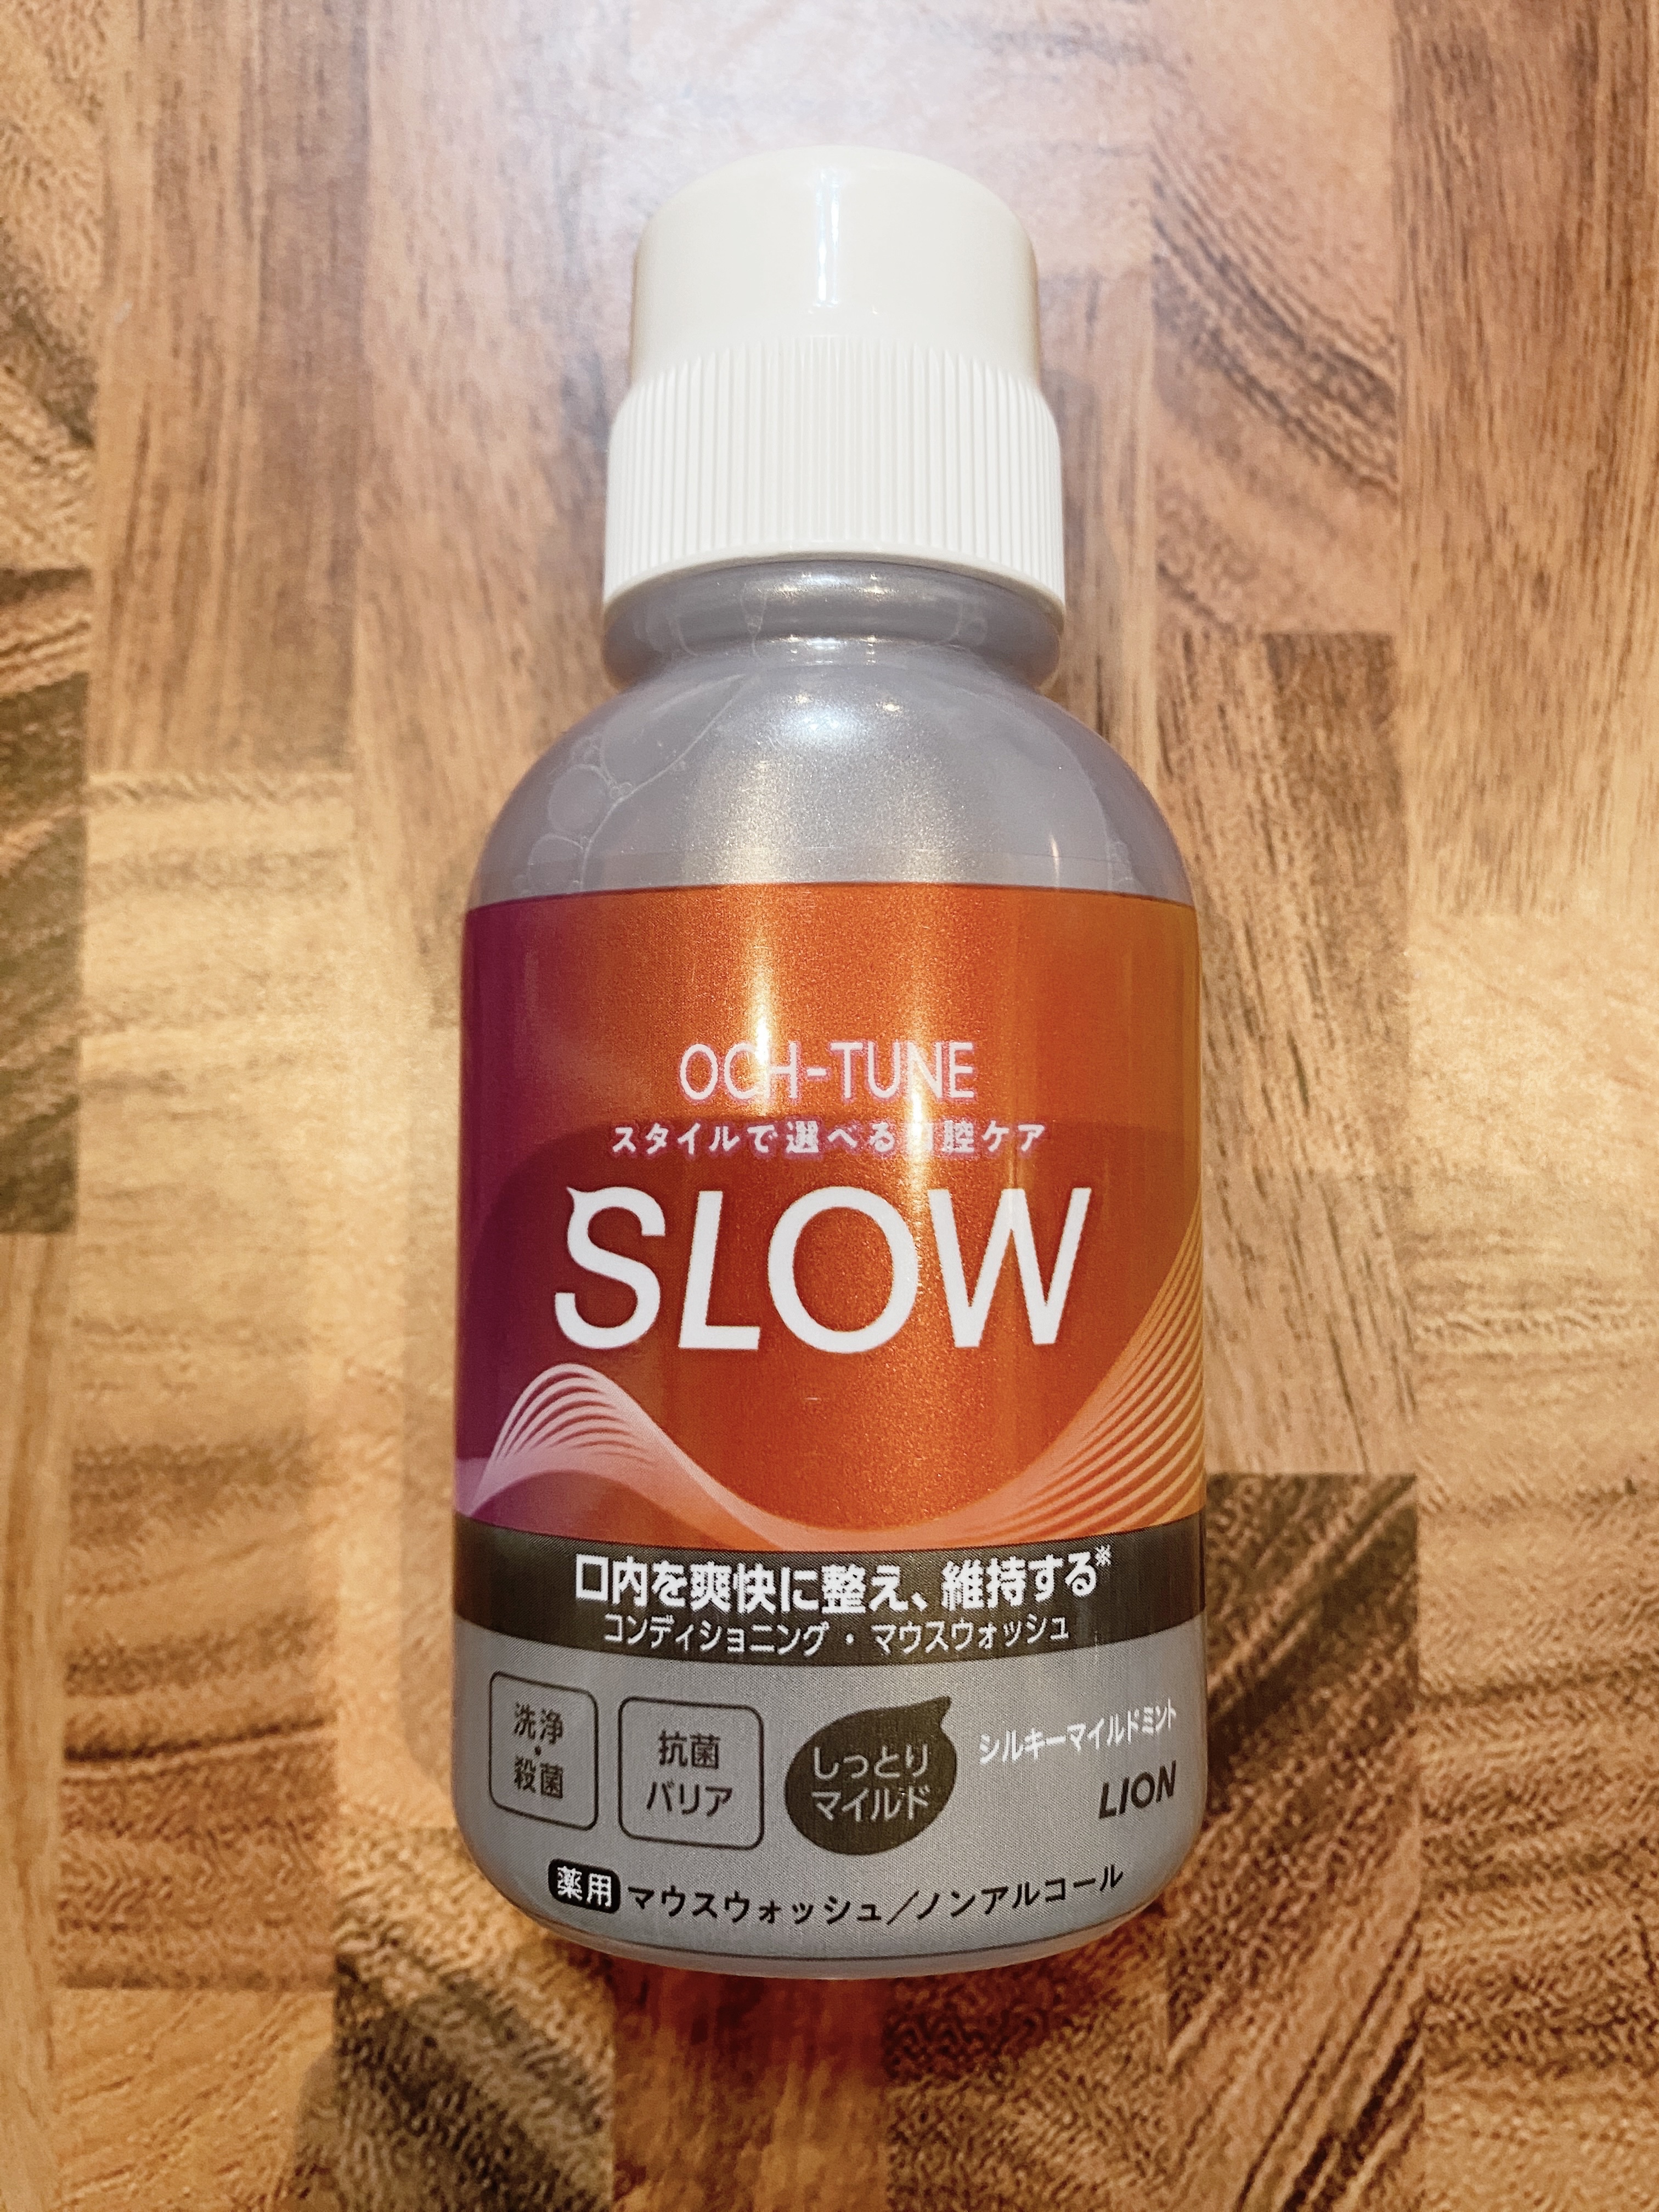 OCH-TUNE
スタイルで選べる口腔ケア
SLOW
口内を爽快に整え、維持する※
コンディショニング・マウスウォッシュ
洗浄
・
殺菌
抗菌
バリア
しっとり
マイルド
シルキーマイルドミント
LION
薬用 マウスウォッシュ／ノンアルコール